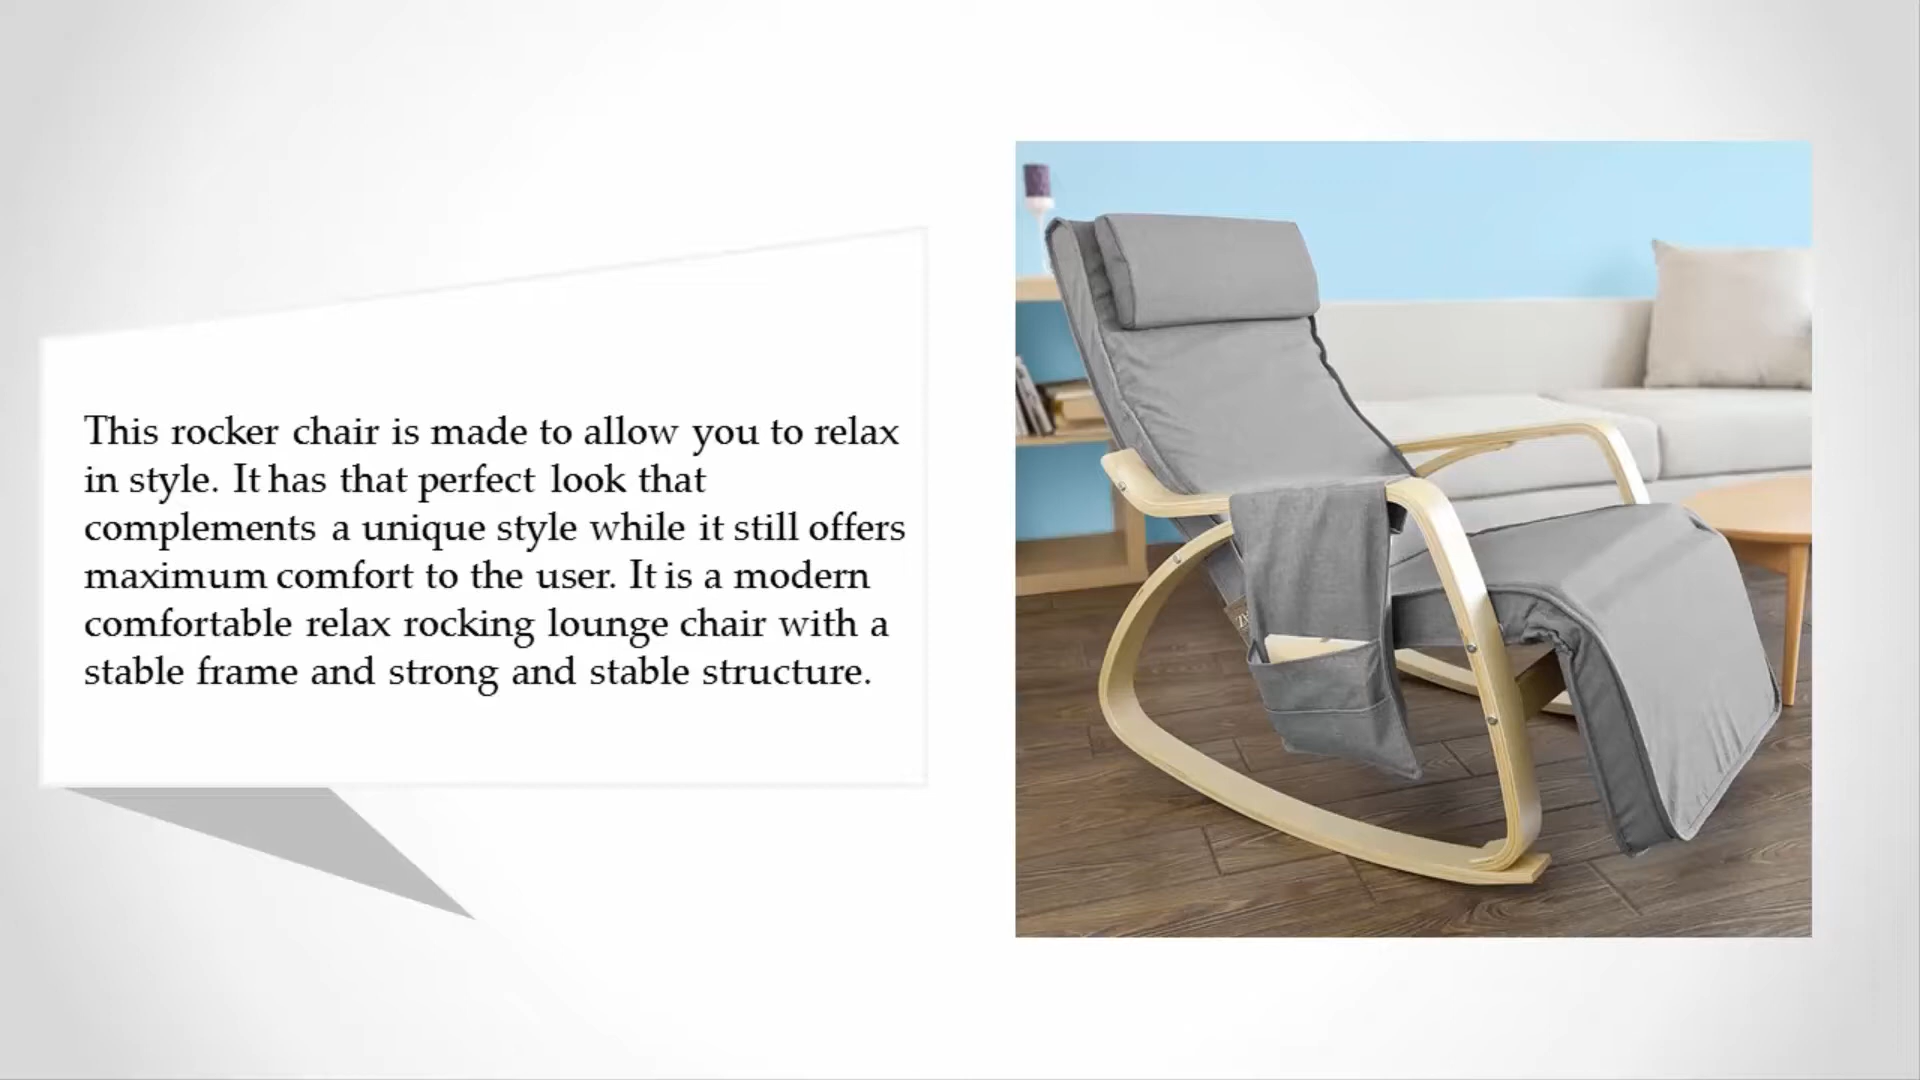 This rocker chair is made to allow you to relax
in style. It has that perfect look that
complements a unique style while it still offers
maximum comfort to the user. It is a modern
comfortable relax rocking lounge chair with a
stable frame and strong and stable structure.